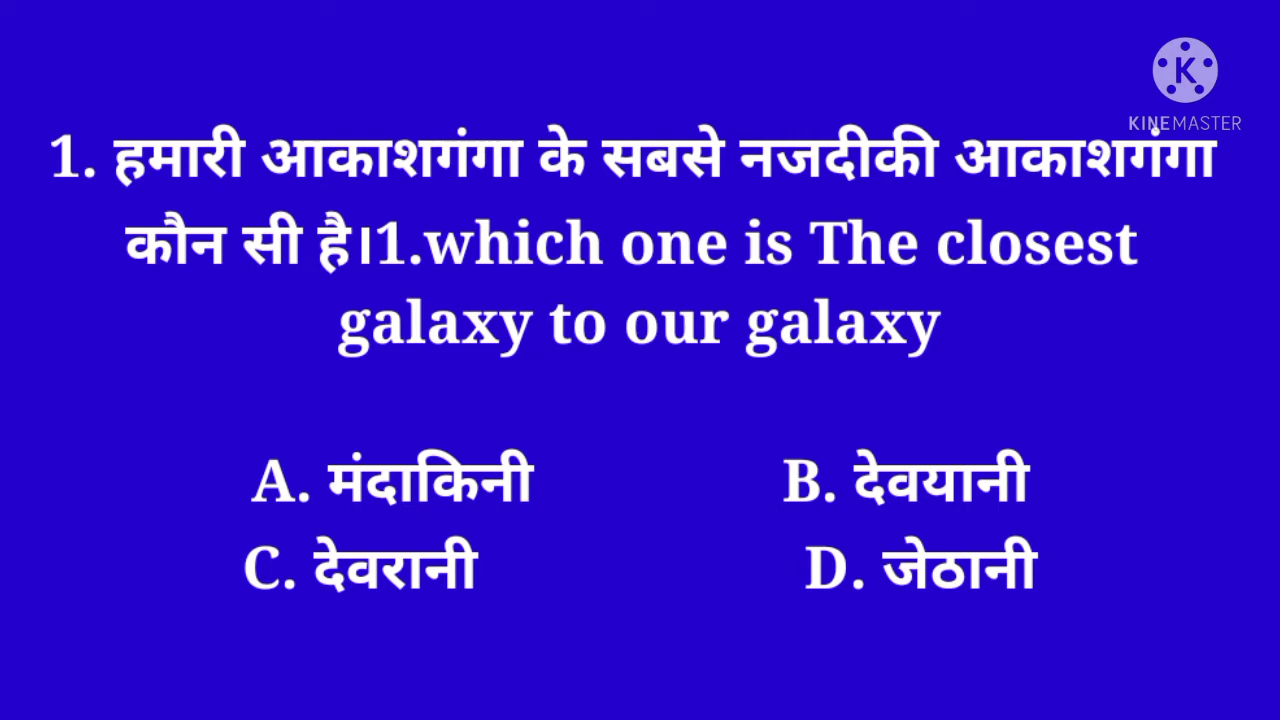 KINEMASTER
1. हमारी आकाशगंगा के सबसे नजदीकी आकाशगंगा
कौन सी है।1.which one is The closest
galaxy to our galaxy
A. मंदाकिनी B. देवयानी
C. देवरानी D. जेठानी